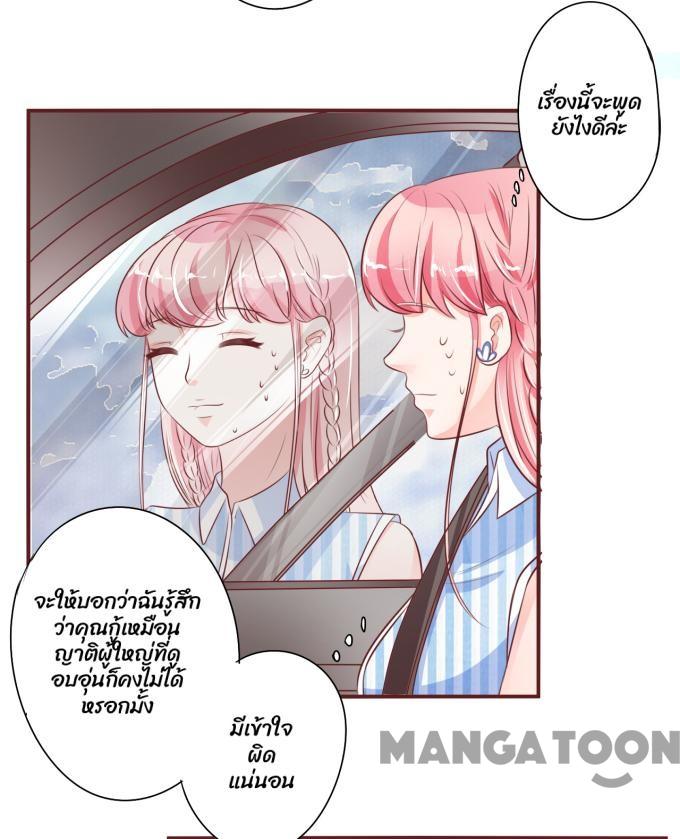 เรื่องนี้จะพูด
ยังไงดีล่ะ
จะให้บอกว่าฉันรู้สึก
ว่าคุณกู้เหมือน
ญาติผู้ใหญ่ที่ดู
อบอุ่นก็คงไม่ได้
หรอกมั้ง
มีเข้าใจ
ผิด
แน่นอน
MANGATOON